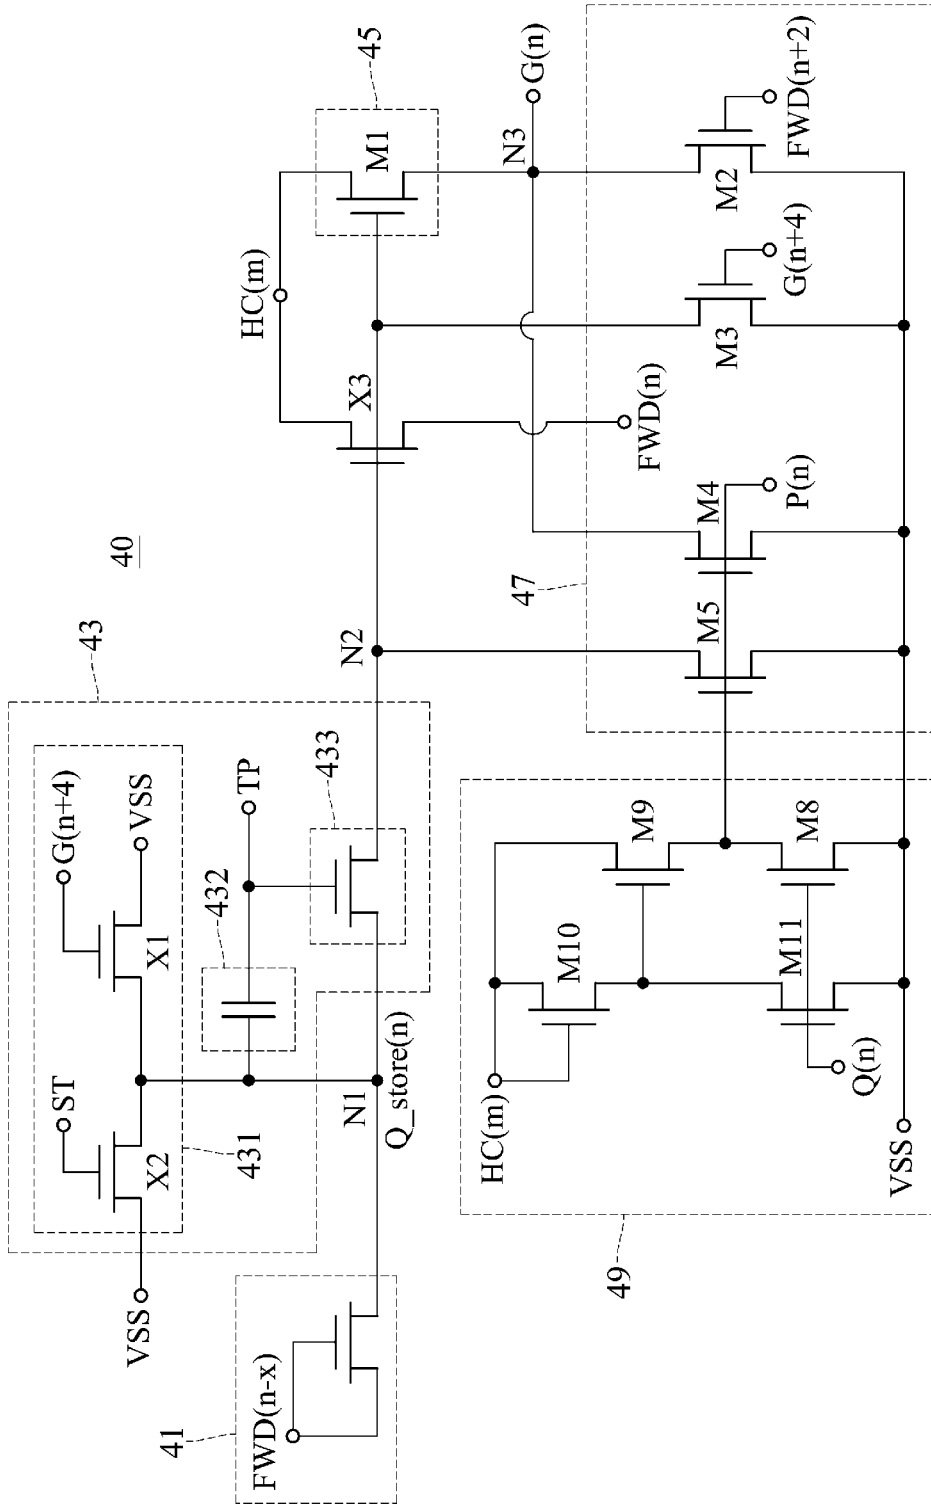 40
43
431
ST
G(n+4)
X2
X1
VSS
VSS
432
TP
433
41
FWD(n-x)
N1
Q_store(n)
N2
HC(m)
X3
45
M1
N3
G(n)
FWD(n)
49
HC(m)
M10
M9
M11
M8
Q(n)
VSS
47
M5
M4
P(n)
M3
G(n+4)
M2
FWD(n+2)